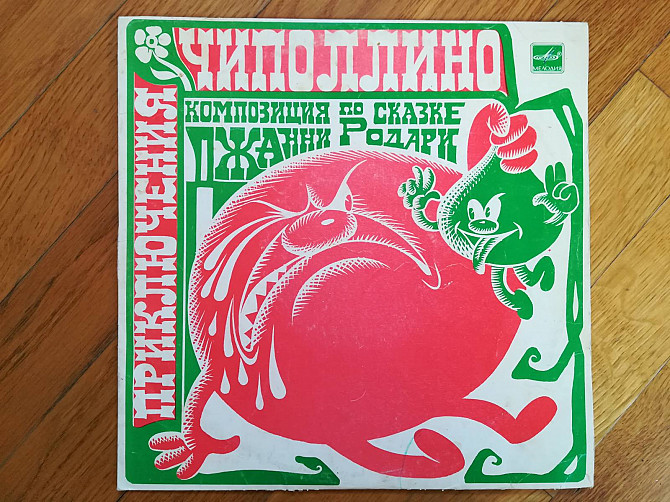 ПРИКЛЮЧЕНИЯ
ЧИПОЛЛИНО
КОМПОЗИЦИЯ ПО СКАЗКЕ
ДЖАННИ РОДАРИ
МЕЛОДИЯ